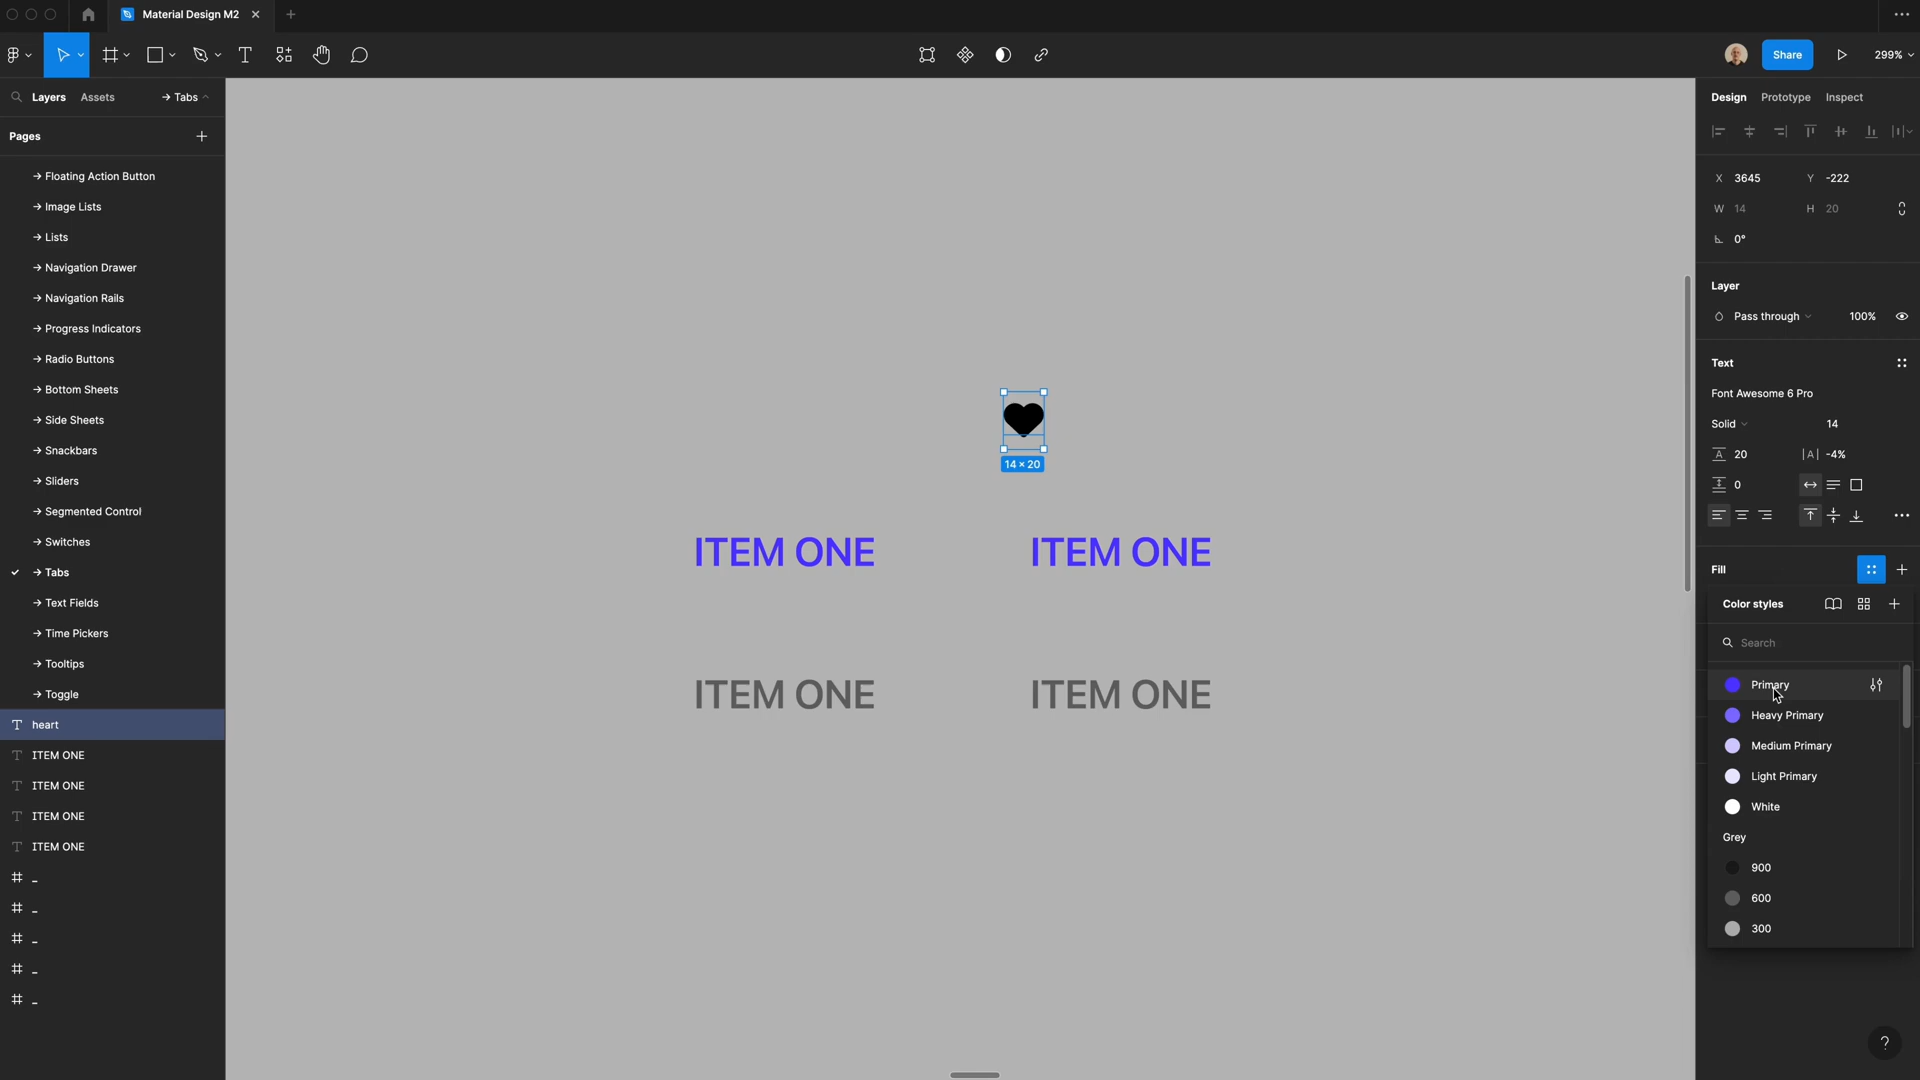 Material Design M2
Share
299%
Layers
Assets
→ Tabs
Pages
→ Floating Action Button
→ Image Lists
→ Lists
→ Navigation Drawer
→ Navigation Rails
→ Progress Indicators
→ Radio Buttons
→ Bottom Sheets
→ Side Sheets
→ Snackbars
→ Sliders
→ Segmented Control
→ Switches
→ Tabs
→ Text Fields
→ Time Pickers
→ Tooltips
→ Toggle
heart
ITEM ONE
ITEM ONE
ITEM ONE
ITEM ONE
_
_
_
_
_
14 × 20
ITEM ONE
ITEM ONE
ITEM ONE
ITEM ONE
Design
Prototype
Inspect
X 3645
Y -222
W 14
H 20
0°
Layer
Pass through
100%
Text
Font Awesome 6 Pro
Solid
14
20
-4%
0
Fill
Color styles
Search
Primary
Heavy Primary
Medium Primary
Light Primary
White
Grey
900
600
300
?